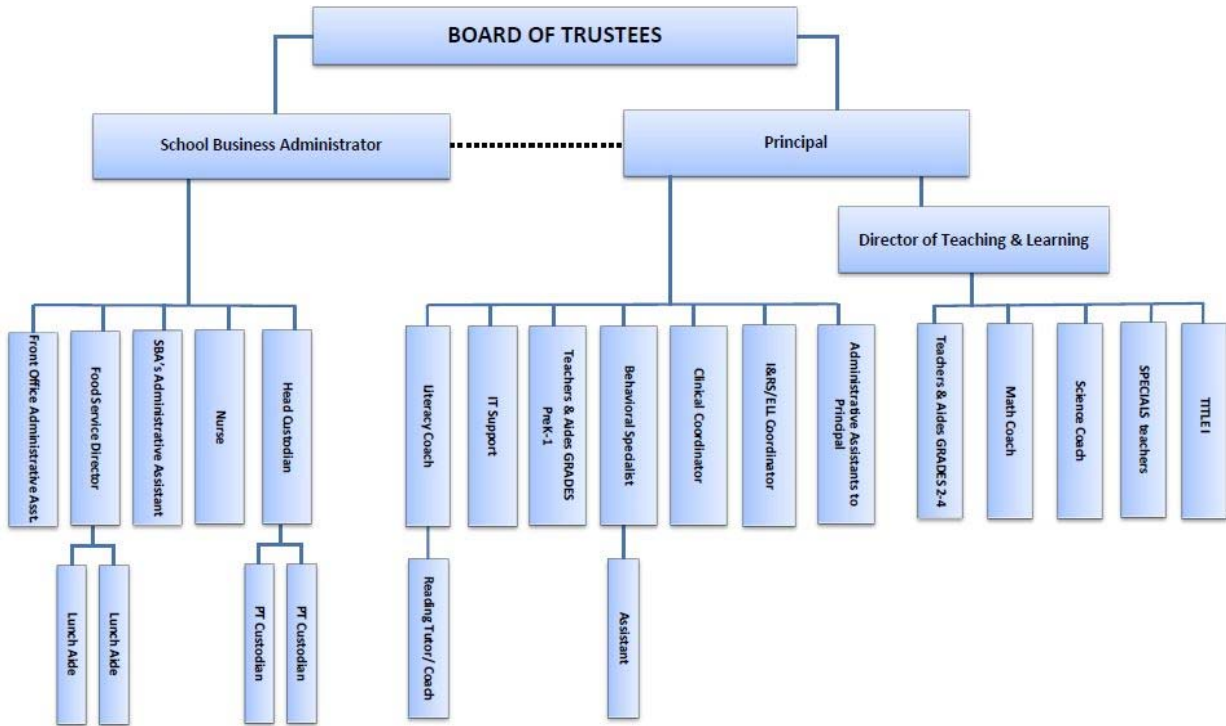 BOARD OF TRUSTEES
School Business Administrator
Principal
Director of Teaching & Learning
Front Office Administrative Asst.
Food Service Director
SBA's Administrative Assistant
Nurse
Head Custodian
Literacy Coach
IT Support
Teachers & Aides GRADES
PreK-1
Behavioral Specialist
Clinical Coordinator
I&RS/ELL Coordinator
Administrative Assistants to
Principal
Teachers & Aides GRADES 2-4
Math Coach
Science Coach
SPECIALS teachers
TITLE I
Lunch Aide
Lunch Aide
PT Custodian
PT Custodian
Reading Tutor/ Coach
Assistant